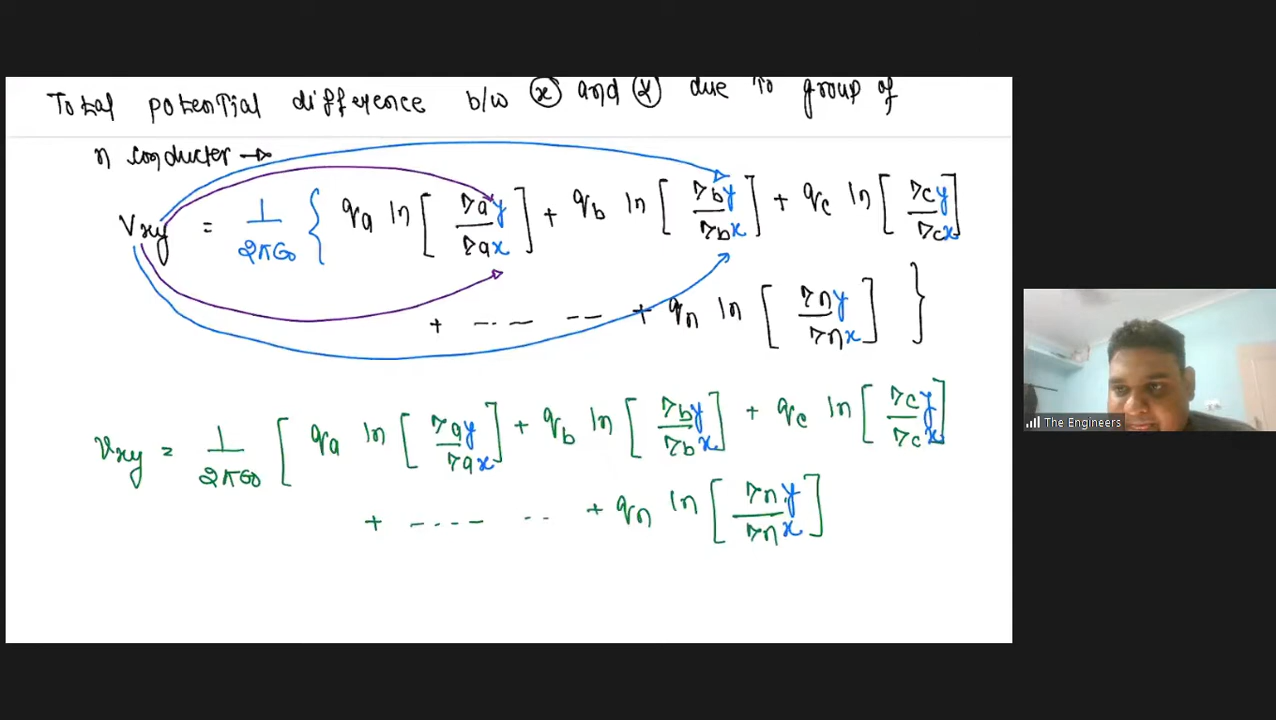 Total potential difference b/w ⓧ and ⓨ due to group of
n conducter →
Vxy = 1/2πε0 { qa ln [ ray/rax ] + qb ln [ rby/rbx ] + qc ln [ rcy/rcx ]
+ ---- -- + qn ln [ rny/rnx ] }
Vxy = 1/2πε0 [ qa ln [ ray/rax ] + qb ln [ rby/rbx ] + qc ln [ rcy/rcx ]
+ ---- -- + qn ln [ rny/rnx ]
The Engineers